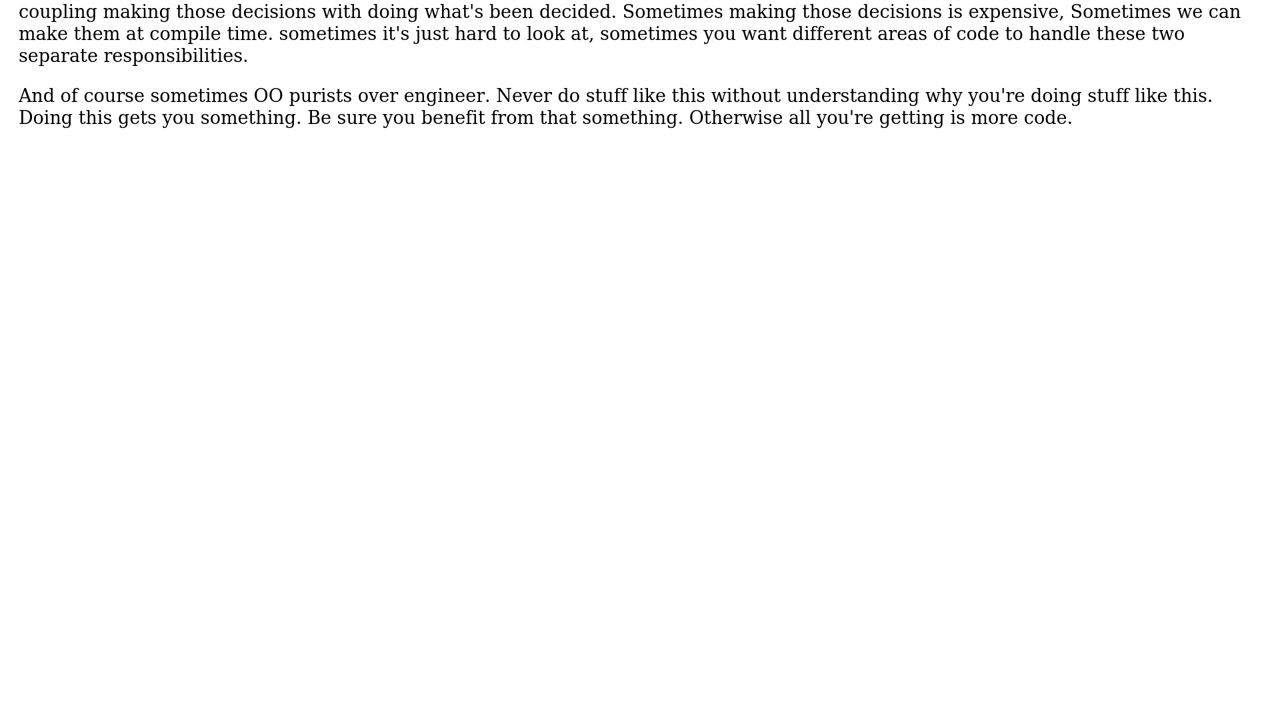 coupling making those decisions with doing what's been decided. Sometimes making those decisions is expensive, Sometimes we can
make them at compile time. sometimes it's just hard to look at, sometimes you want different areas of code to handle these two
separate responsibilities.
And of course sometimes OO purists over engineer. Never do stuff like this without understanding why you're doing stuff like this.
Doing this gets you something. Be sure you benefit from that something. Otherwise all you're getting is more code.